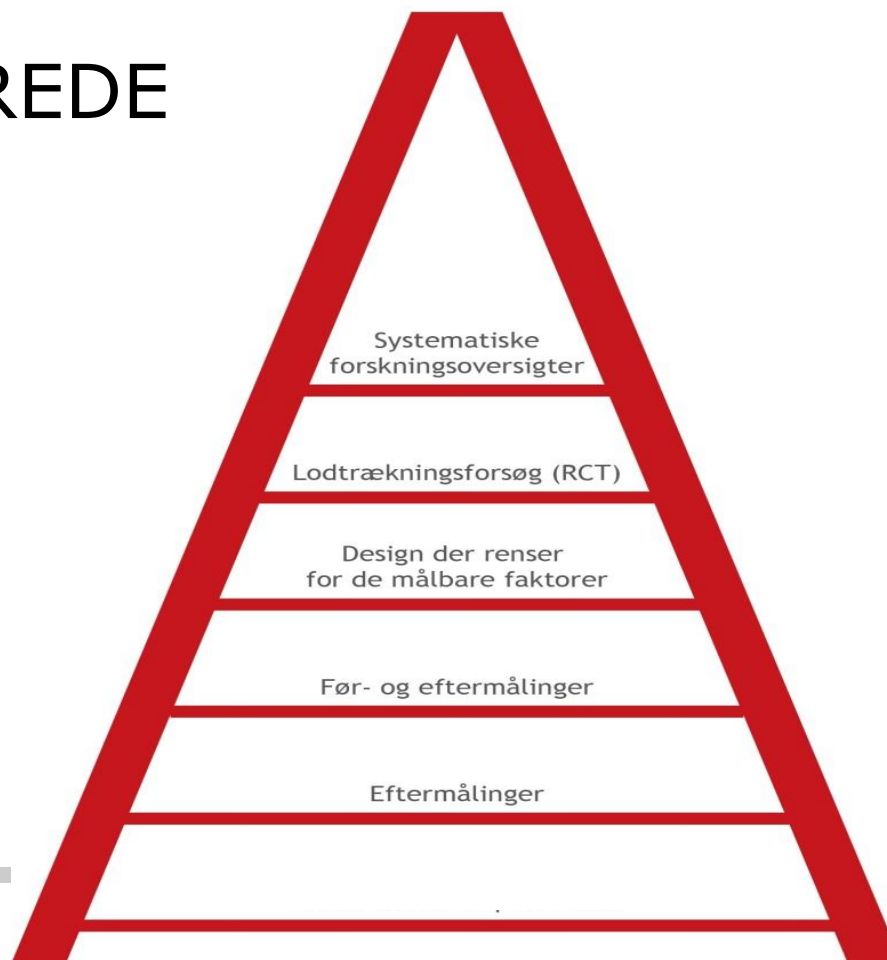 REDE
Systematiske
forskningsoversigter
Lodtrækningsforsøg (RCT)
Design der renser
for de målbare faktorer
Før- og eftermålinger
Eftermålinger